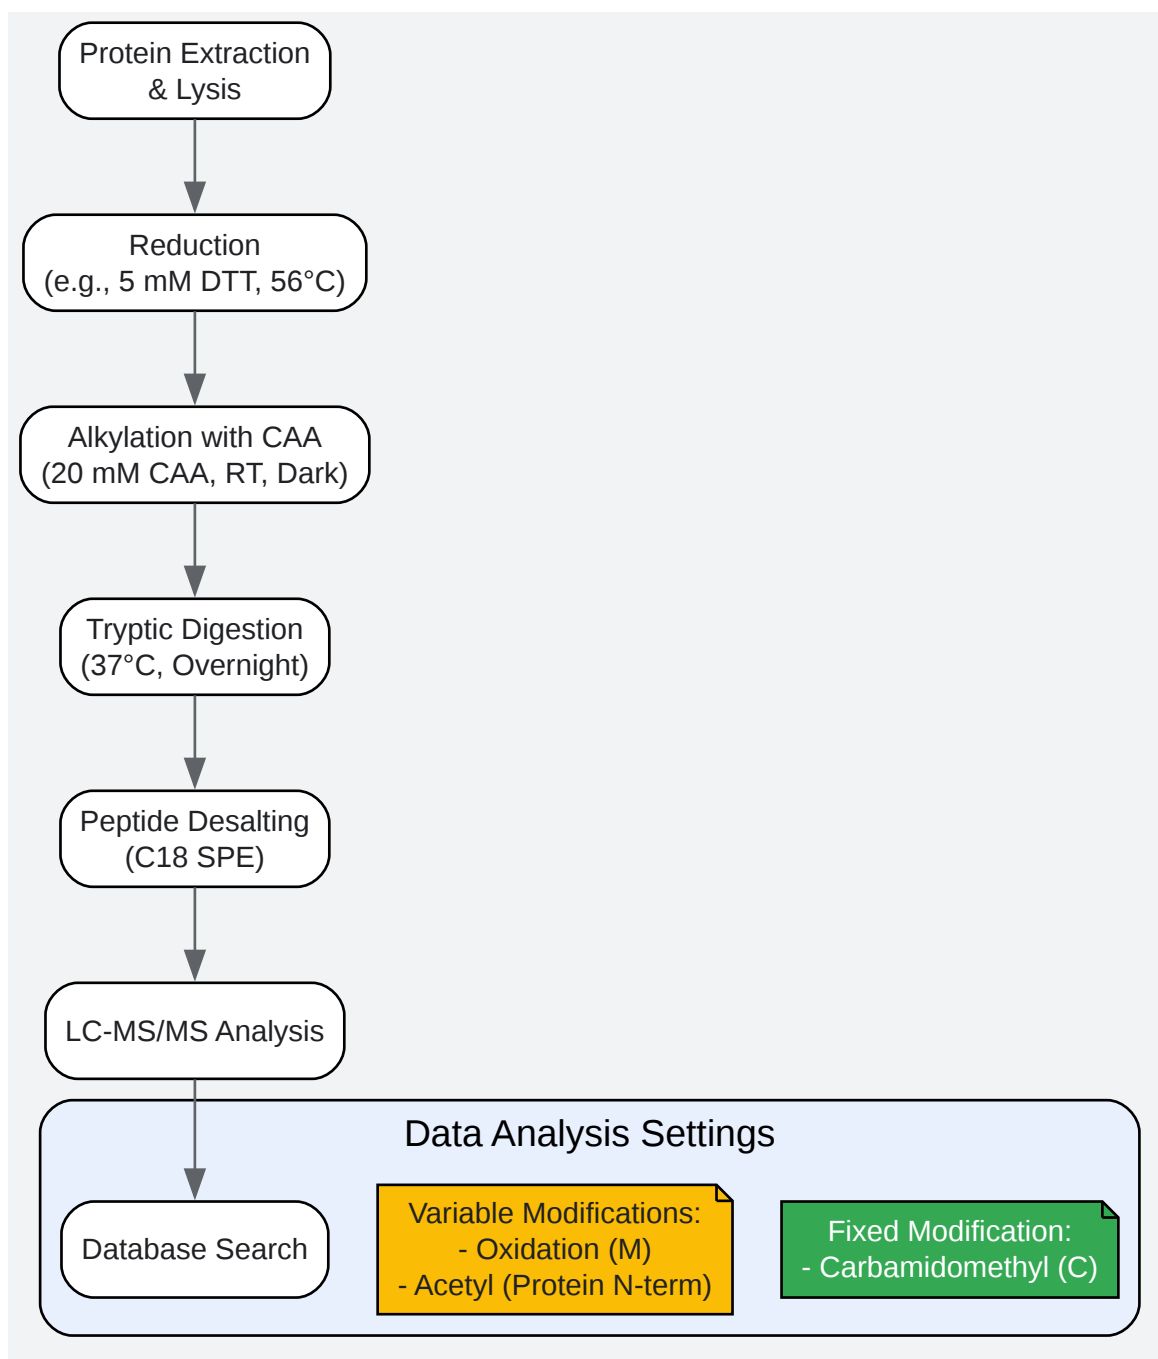 Protein Extraction
& Lysis
Reduction
(e.g., 5 mM DTT, 56°C)
Alkylation with CAA
(20 mM CAA, RT, Dark)
Tryptic Digestion
(37°C, Overnight)
Peptide Desalting
(C18 SPE)
LC-MS/MS Analysis
Data Analysis Settings
Database Search
Variable Modifications:
- Oxidation (M)
- Acetyl (Protein N-term)
Fixed Modification:
- Carbamidomethyl (C)